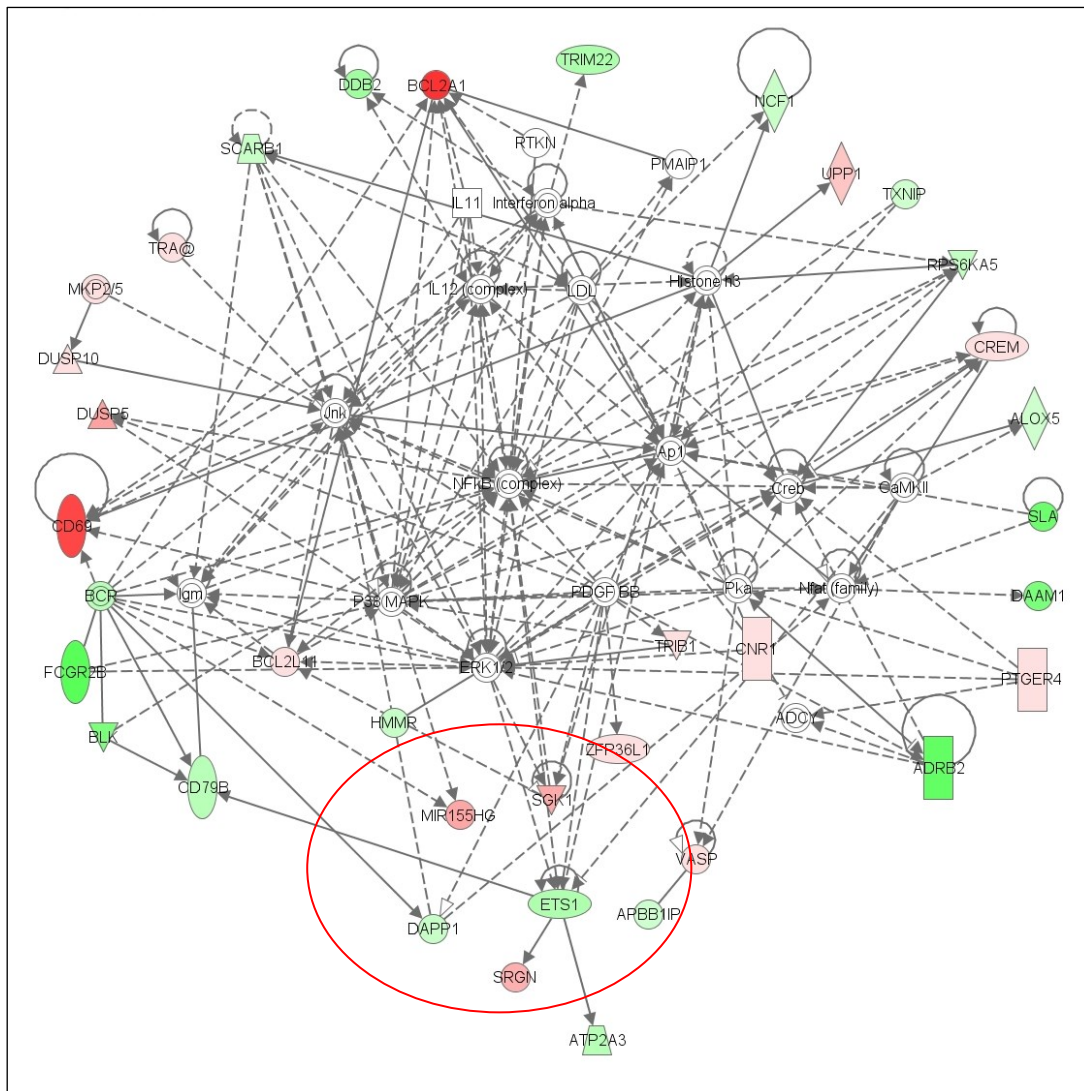 TRIM22
DDB2
BCL2A1
NCF1
RTKN
SCARB1
PMAIP1
UPP1
TXNIP
IL11
Interferon alpha
TRA@
RPS6KA5
MKP2/5
IL12 (complex)
LDL
Histone h3
DUSP10
CREM
DUSP5
Jnk
ALOX5
Ap1
NFkB (complex)
Creb
CaMKII
CD69
SLA
BCR
Igm
P38 MAPK
PDGF BB
Pka
Nfat (family)
DAAM1
FCGR2B
BCL2L11
ERK1/2
TRIB1
CNR1
PTGER4
HMMR
ADCY
BLK
ZFP36L1
ADRB2
CD79B
SGK1
MIR155HG
VASP
ETS1
APBB1IP
DAPP1
SRGN
ATP2A3